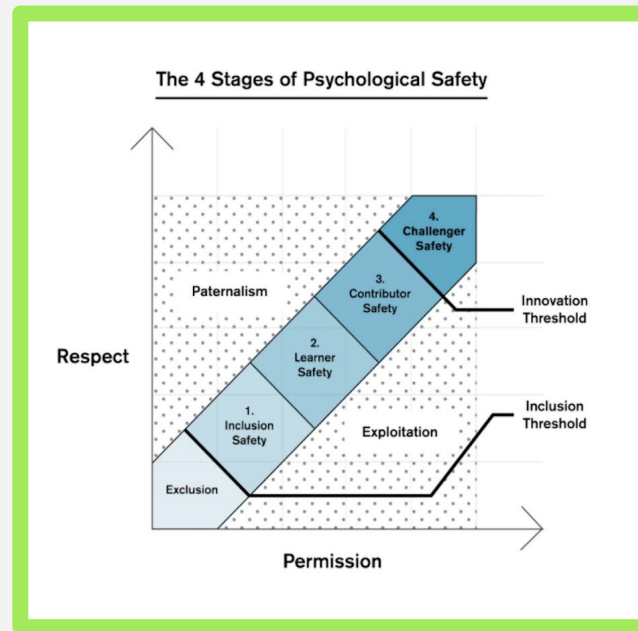 The 4 Stages of Psychological Safety
4.
Challenger
Safety
3.
Contributor
Safety
Paternalism
Innovation
Threshold
2.
Learner
Safety
Respect
1.
Inclusion
Safety
Inclusion
Threshold
Exploitation
Exclusion
Permission